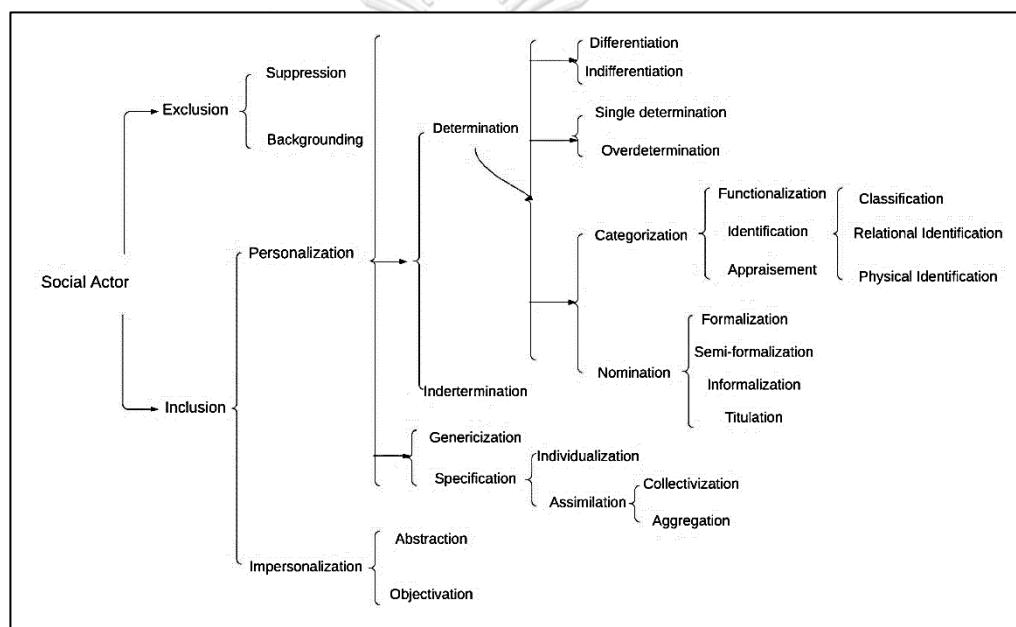 Social Actor
Exclusion
Suppression
Backgrounding
Inclusion
Personalization
Determination
Differentiation
Indifferentiation
Single determination
Overdetermination
Categorization
Functionalization
Identification
Classification
Relational Identification
Physical Identification
Appraisement
Nomination
Formalization
Semi-formalization
Informalization
Titulation
Indertermination
Genericization
Specification
Individualization
Assimilation
Collectivization
Aggregation
Impersonalization
Abstraction
Objectivation